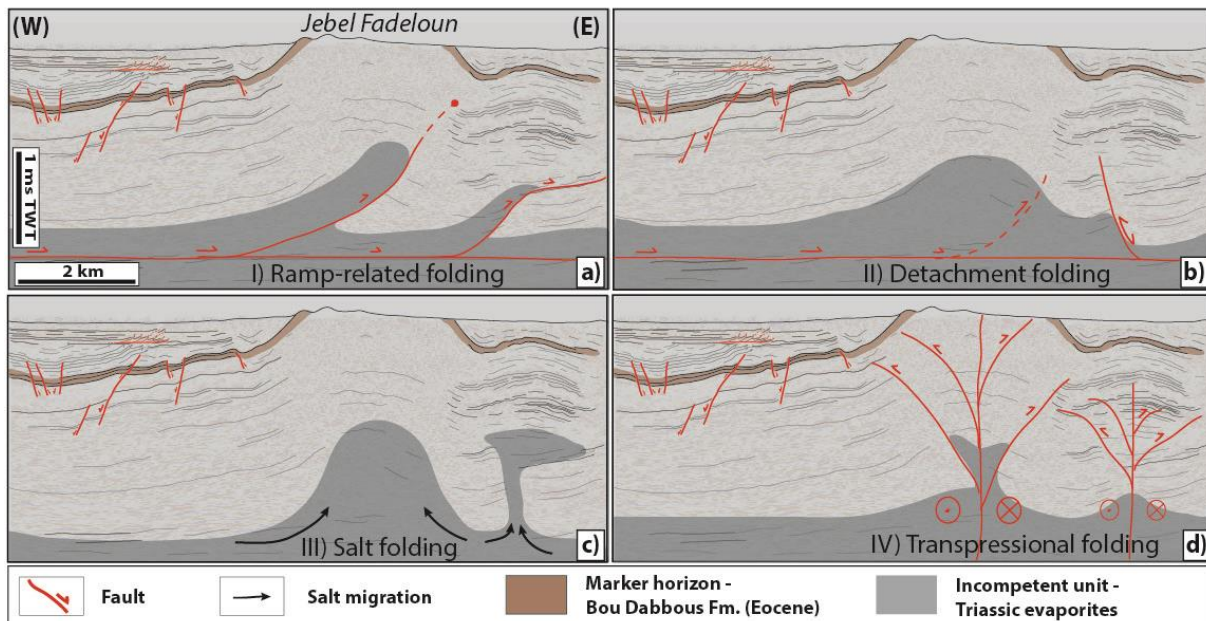 (W)
Jebel Fadeloun
(E)
1 ms TWT
2 km
I) Ramp-related folding
a)
II) Detachment folding
b)
III) Salt folding
c)
IV) Transpressional folding
d)
Fault
Salt migration
Marker horizon -
Bou Dabbous Fm. (Eocene)
Incompetent unit -
Triassic evaporites